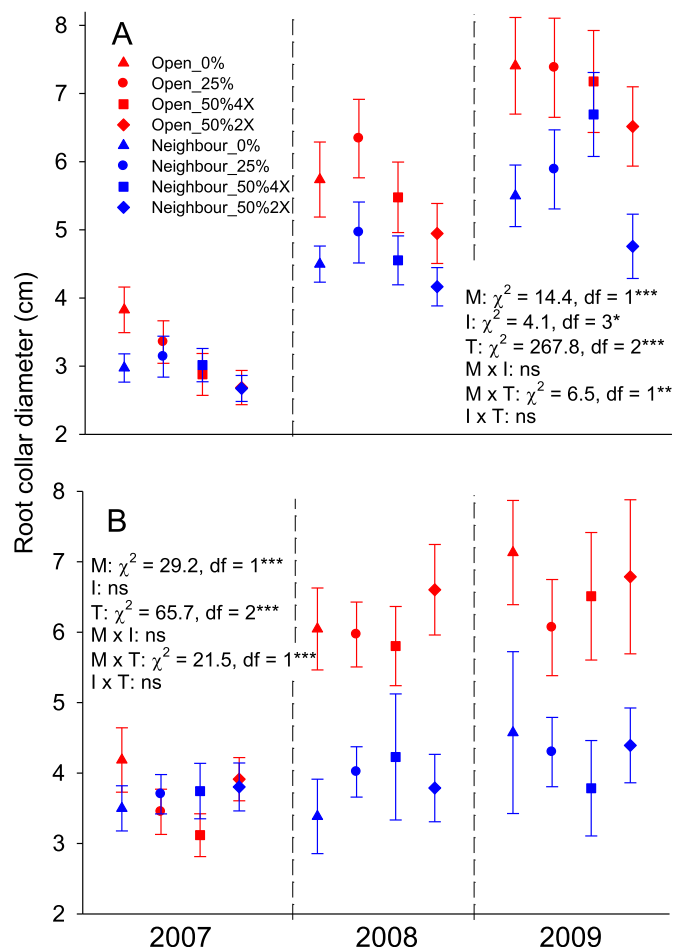 A
8
7
6
5
4
3
2
Open_0%
Open_25%
Open_50%4X
Open_50%2X
Neighbour_0%
Neighbour_25%
Neighbour_50%4X
Neighbour_50%2X
M: χ² = 14.4, df = 1***
I: χ² = 4.1, df = 3*
T: χ² = 267.8, df = 2***
M x I: ns
M x T: χ² = 6.5, df = 1**
I x T: ns
Root collar diameter (cm)
B
8
7
6
5
4
3
2
M: χ² = 29.2, df = 1***
I: ns
T: χ² = 65.7, df = 2***
M x I: ns
M x T: χ² = 21.5, df = 1***
I x T: ns
2007
2008
2009